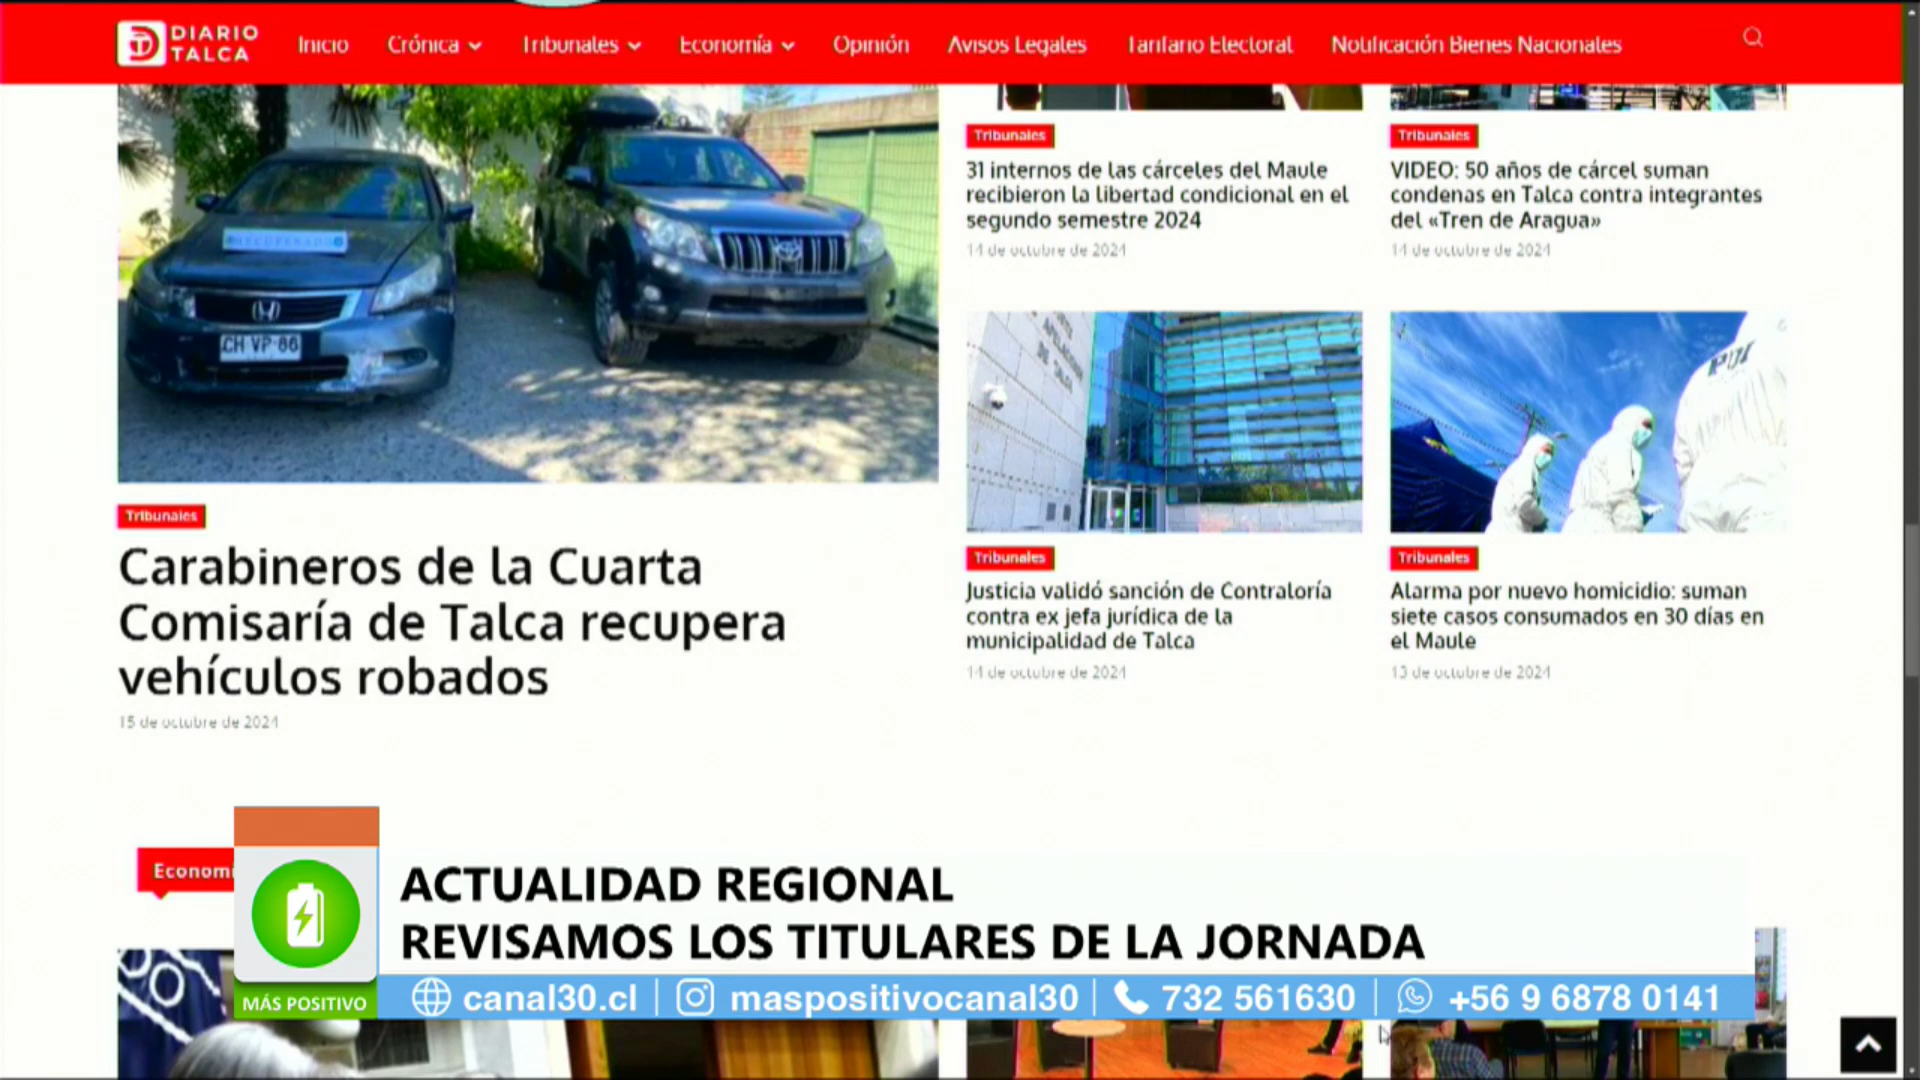 DIARIO
TALCA
Inicio Crónica Tribunales Economía Opinión Avisos Legales Tarifario Electoral Notificación Bienes Nacionales
Tribunales
31 internos de las cárceles del Maule
recibieron la libertad condicional en el
segundo semestre 2024
14 de octubre de 2024
Tribunales
VIDEO: 50 años de cárcel suman
condenas en Talca contra integrantes
del «Tren de Aragua»
14 de octubre de 2024
RECUPERADO
CH VP 66
Tribunales
Carabineros de la Cuarta
Comisaría de Talca recupera
vehículos robados
15 de octubre de 2024
DE TALCA
PDI
Tribunales
Justicia validó sanción de Contraloría
contra ex jefa jurídica de la
municipalidad de Talca
14 de octubre de 2024
Tribunales
Alarma por nuevo homicidio: suman
siete casos consumados en 30 días en
el Maule
13 de octubre de 2024
Economí
ACTUALIDAD REGIONAL
REVISAMOS LOS TITULARES DE LA JORNADA
MÁS POSITIVO
canal30.cl | maspositivocanal30 | 732 561630 | +56 9 6878 0141